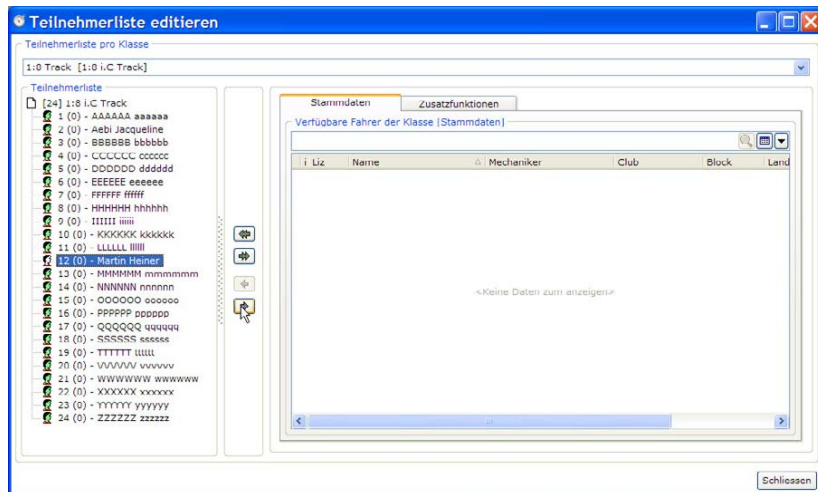 Teilnehmerliste editieren
Teilnehmerliste pro Klasse
1:8 Track [1:8 i.C Track]
Teilnehmerliste
[24] 1:8 i.C Track
1 (0) - AAAAAA aaaaaa
2 (0) - Aebi Jacqueline
3 (0) - BBBBBB bbbbbb
4 (0) - CCCCCC cccccc
5 (0) - DDDDDD dddddd
6 (0) - EEEEEE eeeeee
7 (0) - FFFFFF ffffff
8 (0) - HHHHHH hhhhhh
9 (0) - IIIIII iiiiii
10 (0) - KKKKKK kkkkkk
11 (0) - LLLLLL llllll
12 (0) - Martin Heiner
13 (0) - MMMMMM mmmmmm
14 (0) - NNNNNN nnnnnn
15 (0) - OOOOOO oooooo
16 (0) - PPPPPP pppppp
17 (0) - QQQQQQ qqqqqq
18 (0) - SSSSSS ssssss
19 (0) - TTTTTT tttttt
20 (0) - VVVVVV vvvvvv
21 (0) - WWWWWW wwwwww
22 (0) - XXXXXX xxxxxx
23 (0) - YYYYYY yyyyyy
24 (0) - ZZZZZZ zzzzzz
Stammdaten Zusatzfunktionen
Verfügbare Fahrer der Klasse [Stammdaten]
i Liz Name Mechaniker Club Block Land
<Keine Daten zum anzeigen>
Schliessen